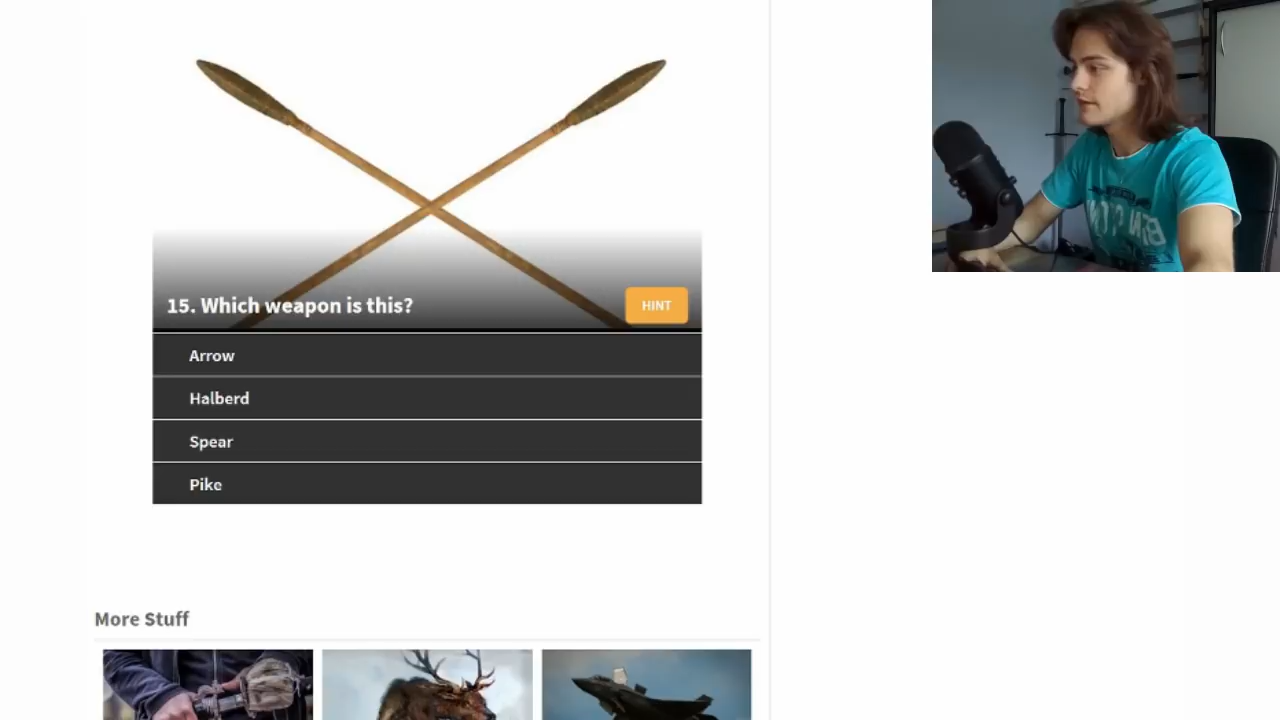 15. Which weapon is this?
HINT
Arrow
Halberd
Spear
Pike
More Stuff